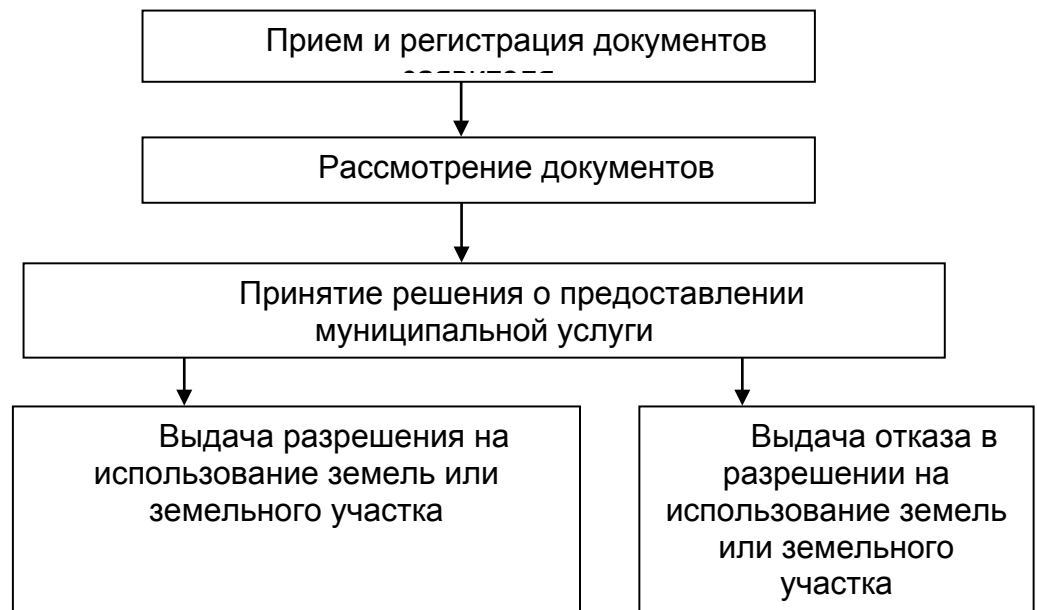 Прием и регистрация документов
заявителя
Рассмотрение документов
Принятие решения о предоставлении
муниципальной услуги
Выдача разрешения на
использование земель или
земельного участка
Выдача отказа в
разрешении на
использование земель
или земельного
участка